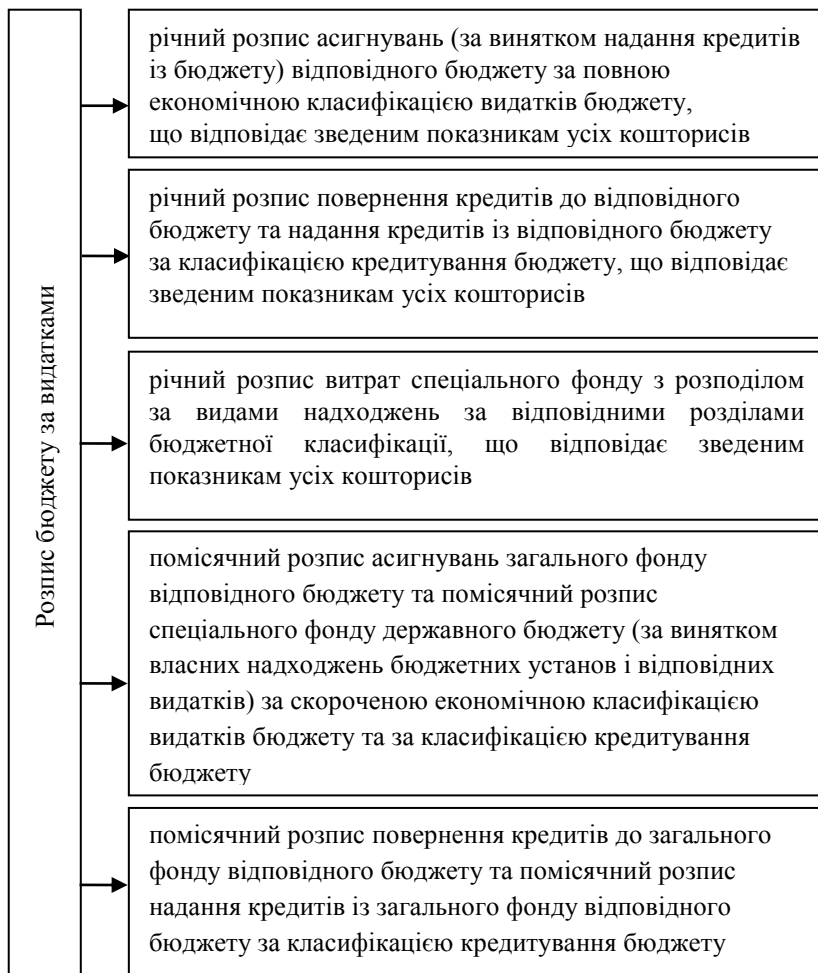 Розпис бюджету за видатками
річний розпис асигнувань (за винятком надання кредитів
із бюджету) відповідного бюджету за повною
економічною класифікацією видатків бюджету,
що відповідає зведеним показникам усіх кошторисів
річний розпис повернення кредитів до відповідного
бюджету та надання кредитів із відповідного бюджету
за класифікацією кредитування бюджету, що відповідає
зведеним показникам усіх кошторисів
річний розпис витрат спеціального фонду з розподілом
за видами надходжень за відповідними розділами
бюджетної класифікації, що відповідає зведеним
показникам усіх кошторисів
помісячний розпис асигнувань загального фонду
відповідного бюджету та помісячний розпис
спеціального фонду державного бюджету (за винятком
власних надходжень бюджетних установ і відповідних
видатків) за скороченою економічною класифікацією
видатків бюджету та за класифікацією кредитування
бюджету
помісячний розпис повернення кредитів до загального
фонду відповідного бюджету та помісячний розпис
надання кредитів із загального фонду відповідного
бюджету за класифікацією кредитування бюджету